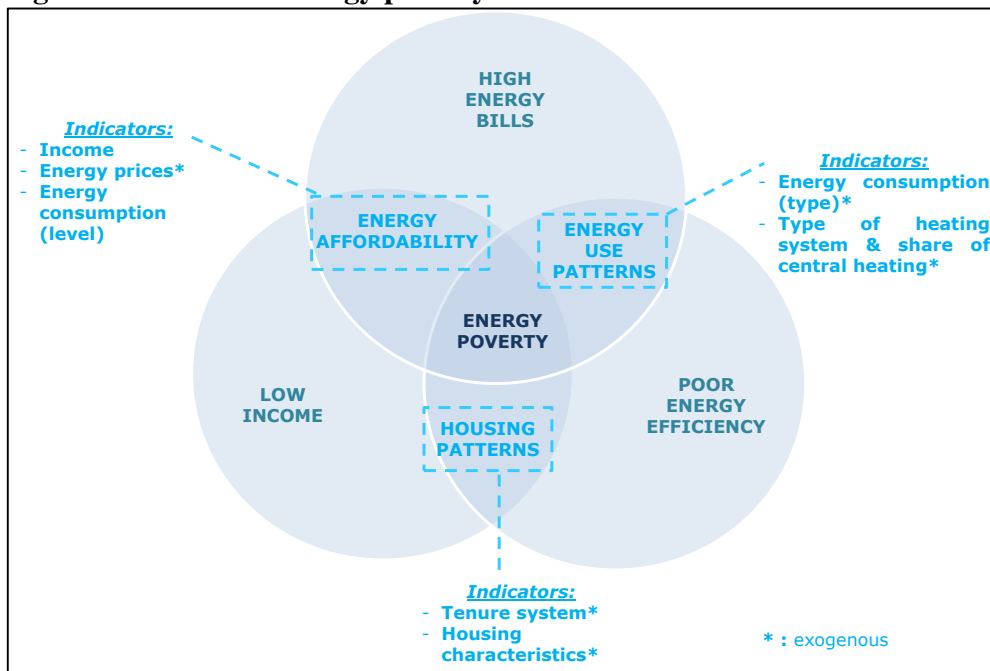 HIGH
ENERGY
BILLS
Indicators:
- Income
- Energy prices*
- Energy
consumption
(level)
Indicators:
- Energy consumption
(type)*
- Type of heating
system & share of
central heating*
ENERGY
AFFORDABILITY
ENERGY
USE
PATTERNS
ENERGY
POVERTY
LOW
INCOME
POOR
ENERGY
EFFICIENCY
HOUSING
PATTERNS
Indicators:
- Tenure system*
- Housing
characteristics*
* : exogenous